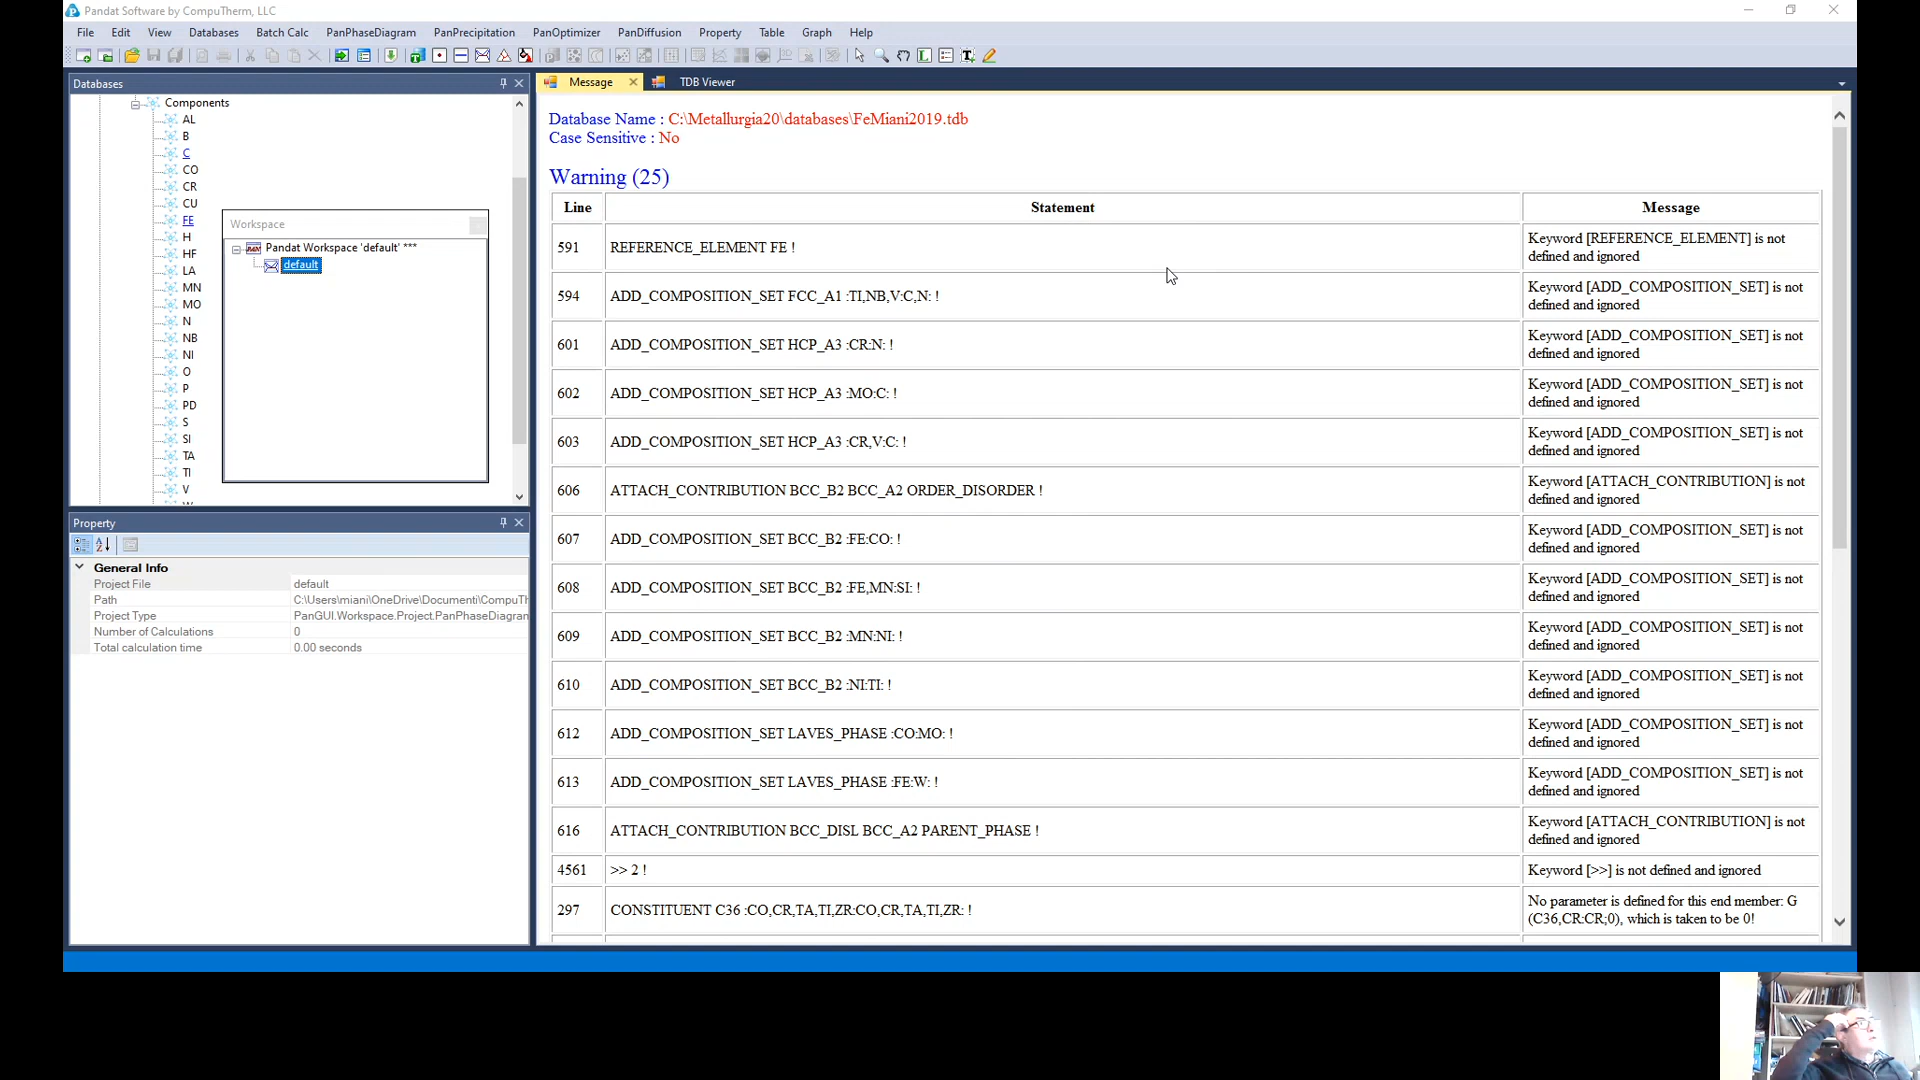 Pandat Software by CompuTherm, LLC
File Edit View Databases Batch Calc PanPhaseDiagram PanPrecipitation PanOptimizer PanDiffusion Property Table Graph Help
Databases
Message TDB Viewer
Components
AL
B
C
CO
CR
CU
FE
H
HF
LA
MN
MO
N
NB
NI
O
P
PD
S
SI
TA
TI
V
Workspace
Pandat Workspace 'default' ***
default
Property
General Info
Project File default
Path C:\Users\miani\OneDrive\Documenti\CompuTh
Project Type PanGUI.Workspace.Project.PanPhaseDiagran
Number of Calculations 0
Total calculation time 0.00 seconds
Database Name : C:\Metallurgia20\databases\FeMiani2019.tdb
Case Sensitive : No
Warning (25)
Line Statement Message
591 REFERENCE_ELEMENT FE ! Keyword [REFERENCE_ELEMENT] is not
defined and ignored
594 ADD_COMPOSITION_SET FCC_A1 :TI,NB,V:C,N: ! Keyword [ADD_COMPOSITION_SET] is not
defined and ignored
601 ADD_COMPOSITION_SET HCP_A3 :CR:N: ! Keyword [ADD_COMPOSITION_SET] is not
defined and ignored
602 ADD_COMPOSITION_SET HCP_A3 :MO:C: ! Keyword [ADD_COMPOSITION_SET] is not
defined and ignored
603 ADD_COMPOSITION_SET HCP_A3 :CR,V:C: ! Keyword [ADD_COMPOSITION_SET] is not
defined and ignored
606 ATTACH_CONTRIBUTION BCC_B2 BCC_A2 ORDER_DISORDER ! Keyword [ATTACH_CONTRIBUTION] is not
defined and ignored
607 ADD_COMPOSITION_SET BCC_B2 :FE:CO: ! Keyword [ADD_COMPOSITION_SET] is not
defined and ignored
608 ADD_COMPOSITION_SET BCC_B2 :FE,MN:SI: ! Keyword [ADD_COMPOSITION_SET] is not
defined and ignored
609 ADD_COMPOSITION_SET BCC_B2 :MN:NI: ! Keyword [ADD_COMPOSITION_SET] is not
defined and ignored
610 ADD_COMPOSITION_SET BCC_B2 :NI:TI: ! Keyword [ADD_COMPOSITION_SET] is not
defined and ignored
612 ADD_COMPOSITION_SET LAVES_PHASE :CO:MO: ! Keyword [ADD_COMPOSITION_SET] is not
defined and ignored
613 ADD_COMPOSITION_SET LAVES_PHASE :FE:W: ! Keyword [ADD_COMPOSITION_SET] is not
defined and ignored
616 ATTACH_CONTRIBUTION BCC_DISL BCC_A2 PARENT_PHASE ! Keyword [ATTACH_CONTRIBUTION] is not
defined and ignored
4561 >> 2 ! Keyword [>>] is not defined and ignored
297 CONSTITUENT C36 :CO,CR,TA,TI,ZR:CO,CR,TA,TI,ZR: ! No parameter is defined for this end member: G
(C36,CR:CR;0), which is taken to be 0!